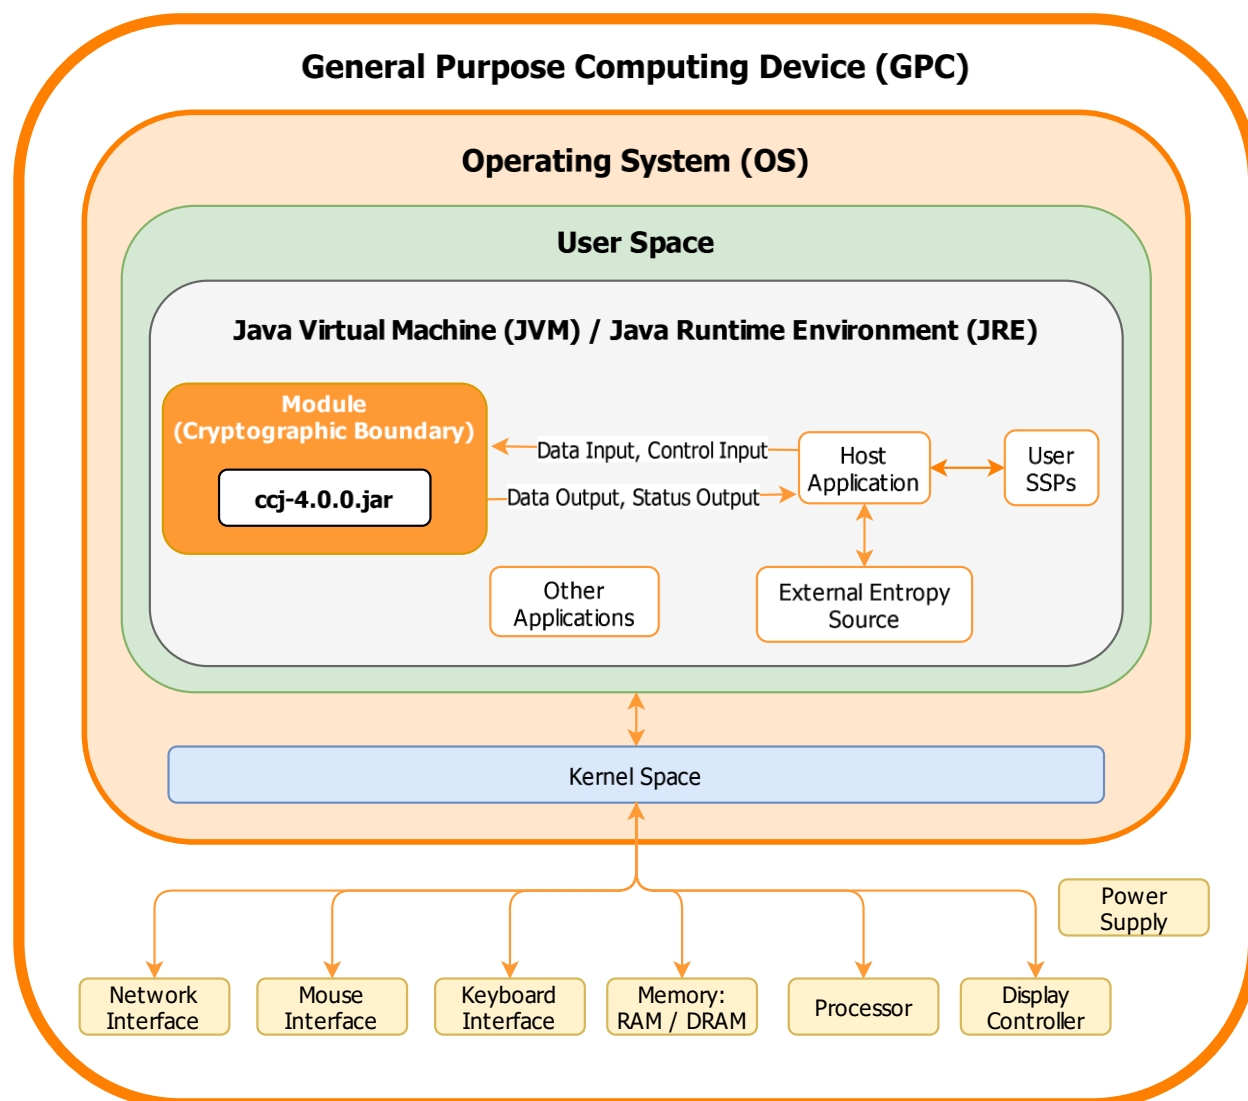 General Purpose Computing Device (GPC)
Operating System (OS)
User Space
Java Virtual Machine (JVM) / Java Runtime Environment (JRE)
Module
(Cryptographic Boundary)
ccj-4.0.0.jar
Data Input, Control Input
Data Output, Status Output
Host
Application
User
SSPs
Other
Applications
External Entropy
Source
Kernel Space
Power
Supply
Network
Interface
Mouse
Interface
Keyboard
Interface
Memory:
RAM / DRAM
Processor
Display
Controller